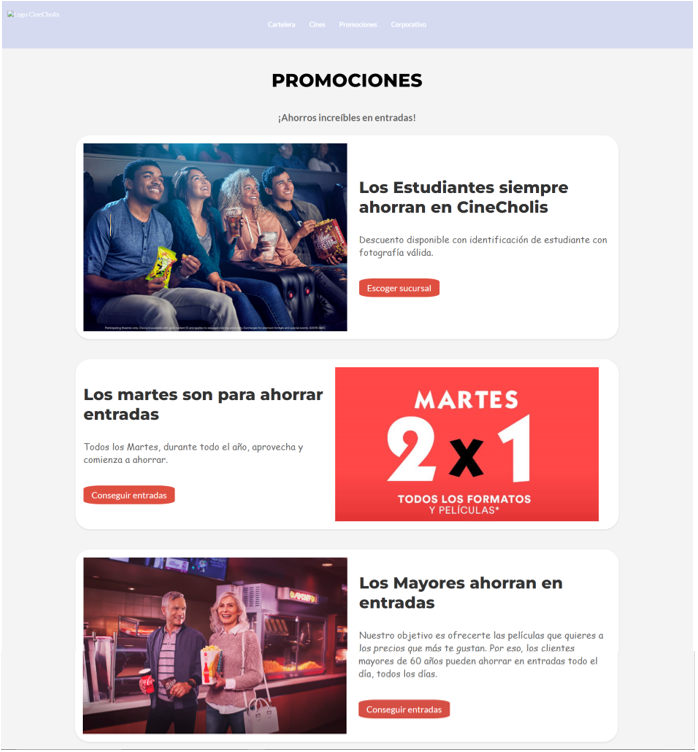 Logo CineCholis
Cartelera Cines Promociones Corporativo
PROMOCIONES
¡Ahorros increíbles en entradas!
Los Estudiantes siempre
ahorran en CineCholis
Descuento disponible con identificación de estudiante con
fotografía válida.
Escoger sucursal
Los martes son para ahorrar
entradas
Todos los Martes, durante todo el año, aprovecha y
comienza a ahorrar.
Conseguir entradas
MARTES
2x1
TODOS LOS FORMATOS
Y PELÍCULAS*
Los Mayores ahorran en
entradas
Nuestro objetivo es ofrecerte las películas que quieres a
los precios que más te gustan. Por eso, los clientes
mayores de 60 años pueden ahorrar en entradas todo el
día, todos los días.
Conseguir entradas